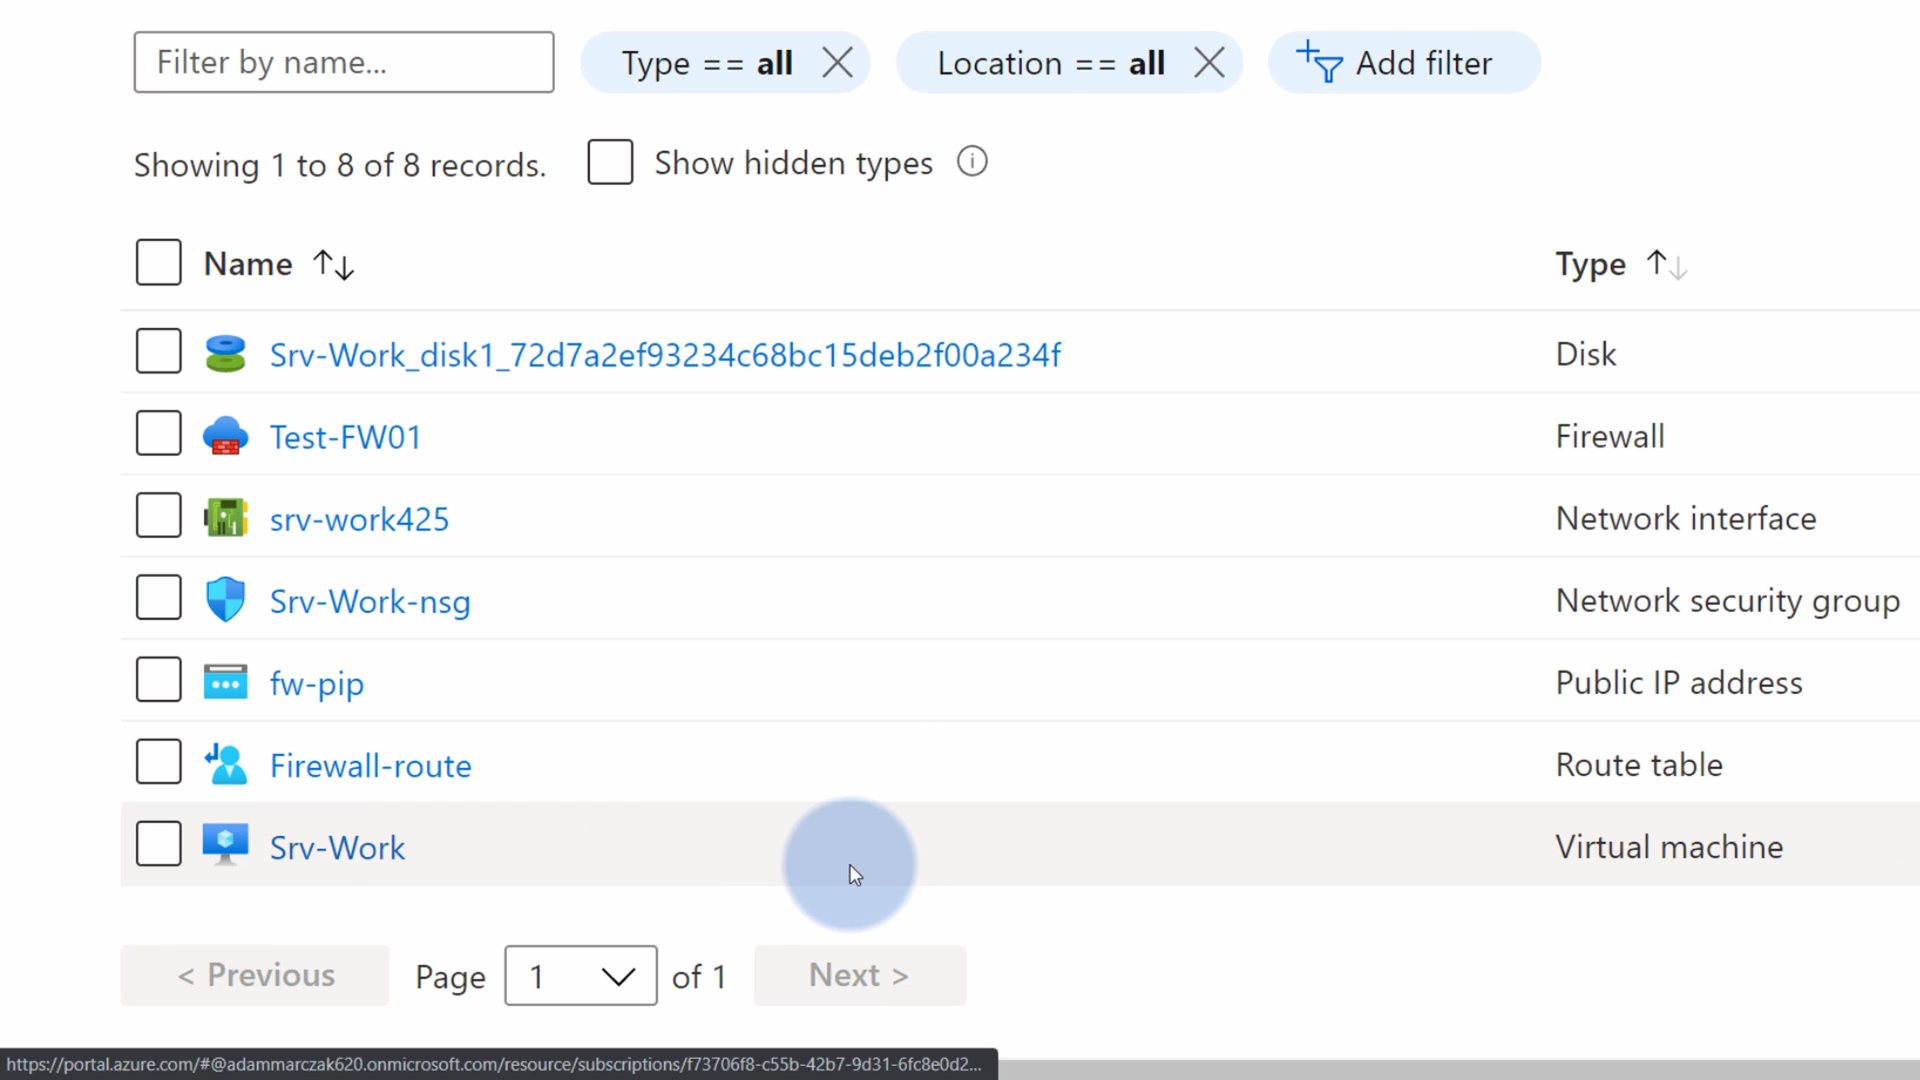 Filter by name...
Type == all
Location == all
Add filter
Showing 1 to 8 of 8 records.
Show hidden types
Name Type
Srv-Work_disk1_72d7a2ef93234c68bc15deb2f00a234f Disk
Test-FW01 Firewall
srv-work425 Network interface
Srv-Work-nsg Network security group
fw-pip Public IP address
Firewall-route Route table
Srv-Work Virtual machine
< Previous Page 1 of 1 Next >
https://portal.azure.com/#@adammarczak620.onmicrosoft.com/resource/subscriptions/f73706f8-c55b-42b7-9d31-6fc8e0d2...